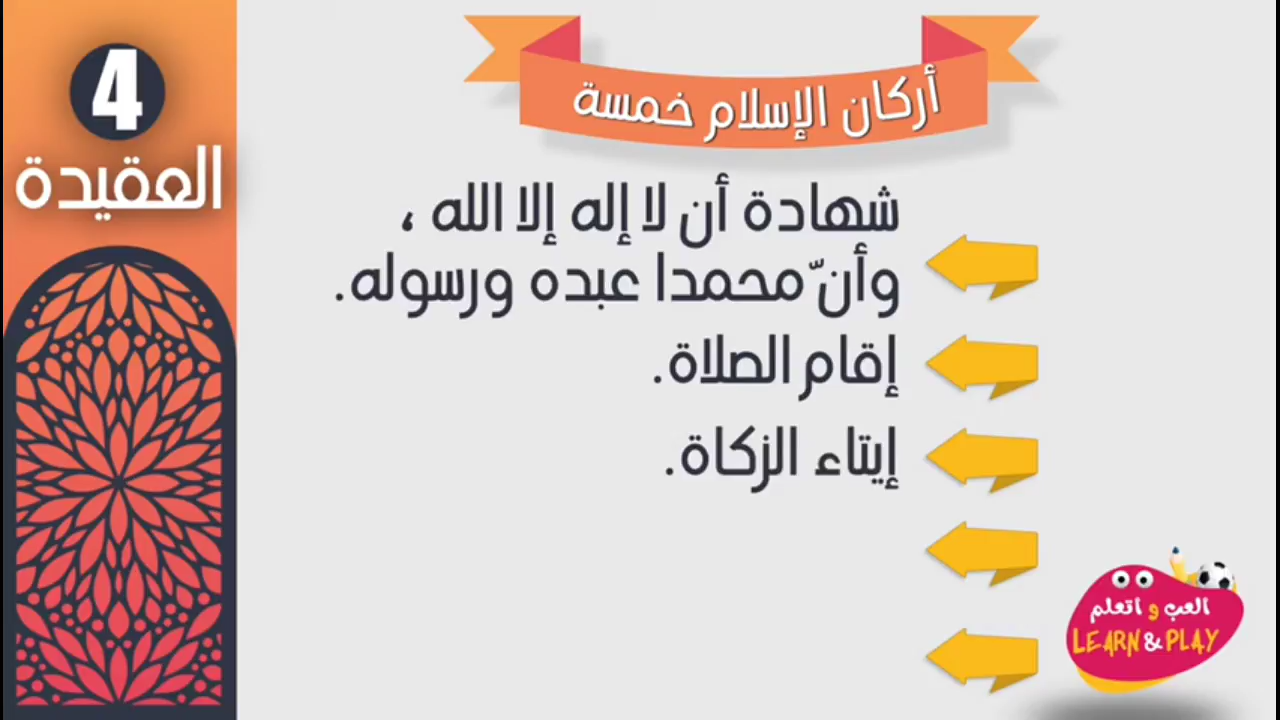 4
العقيدة
أركان الإسلام خمسة
شهادة أن لا إله إلا الله ،
وأنّ محمدا عبده ورسوله.
إقام الصلاة.
إيتاء الزكاة.
العب و اتعلم
LEARN & PLAY